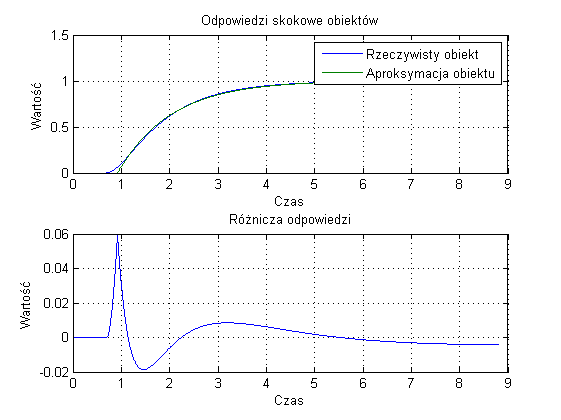 Odpowiedzi skokowe obiektów
1.5
1
0.5
0
Wartość
Rzeczywisty obiekt
Aproksymacja obiektu
0 1 2 3 4 5 6 7 8 9
Czas
Różnicza odpowiedzi
0.06
0.04
0.02
0
-0.02
Wartość
0 1 2 3 4 5 6 7 8 9
Czas